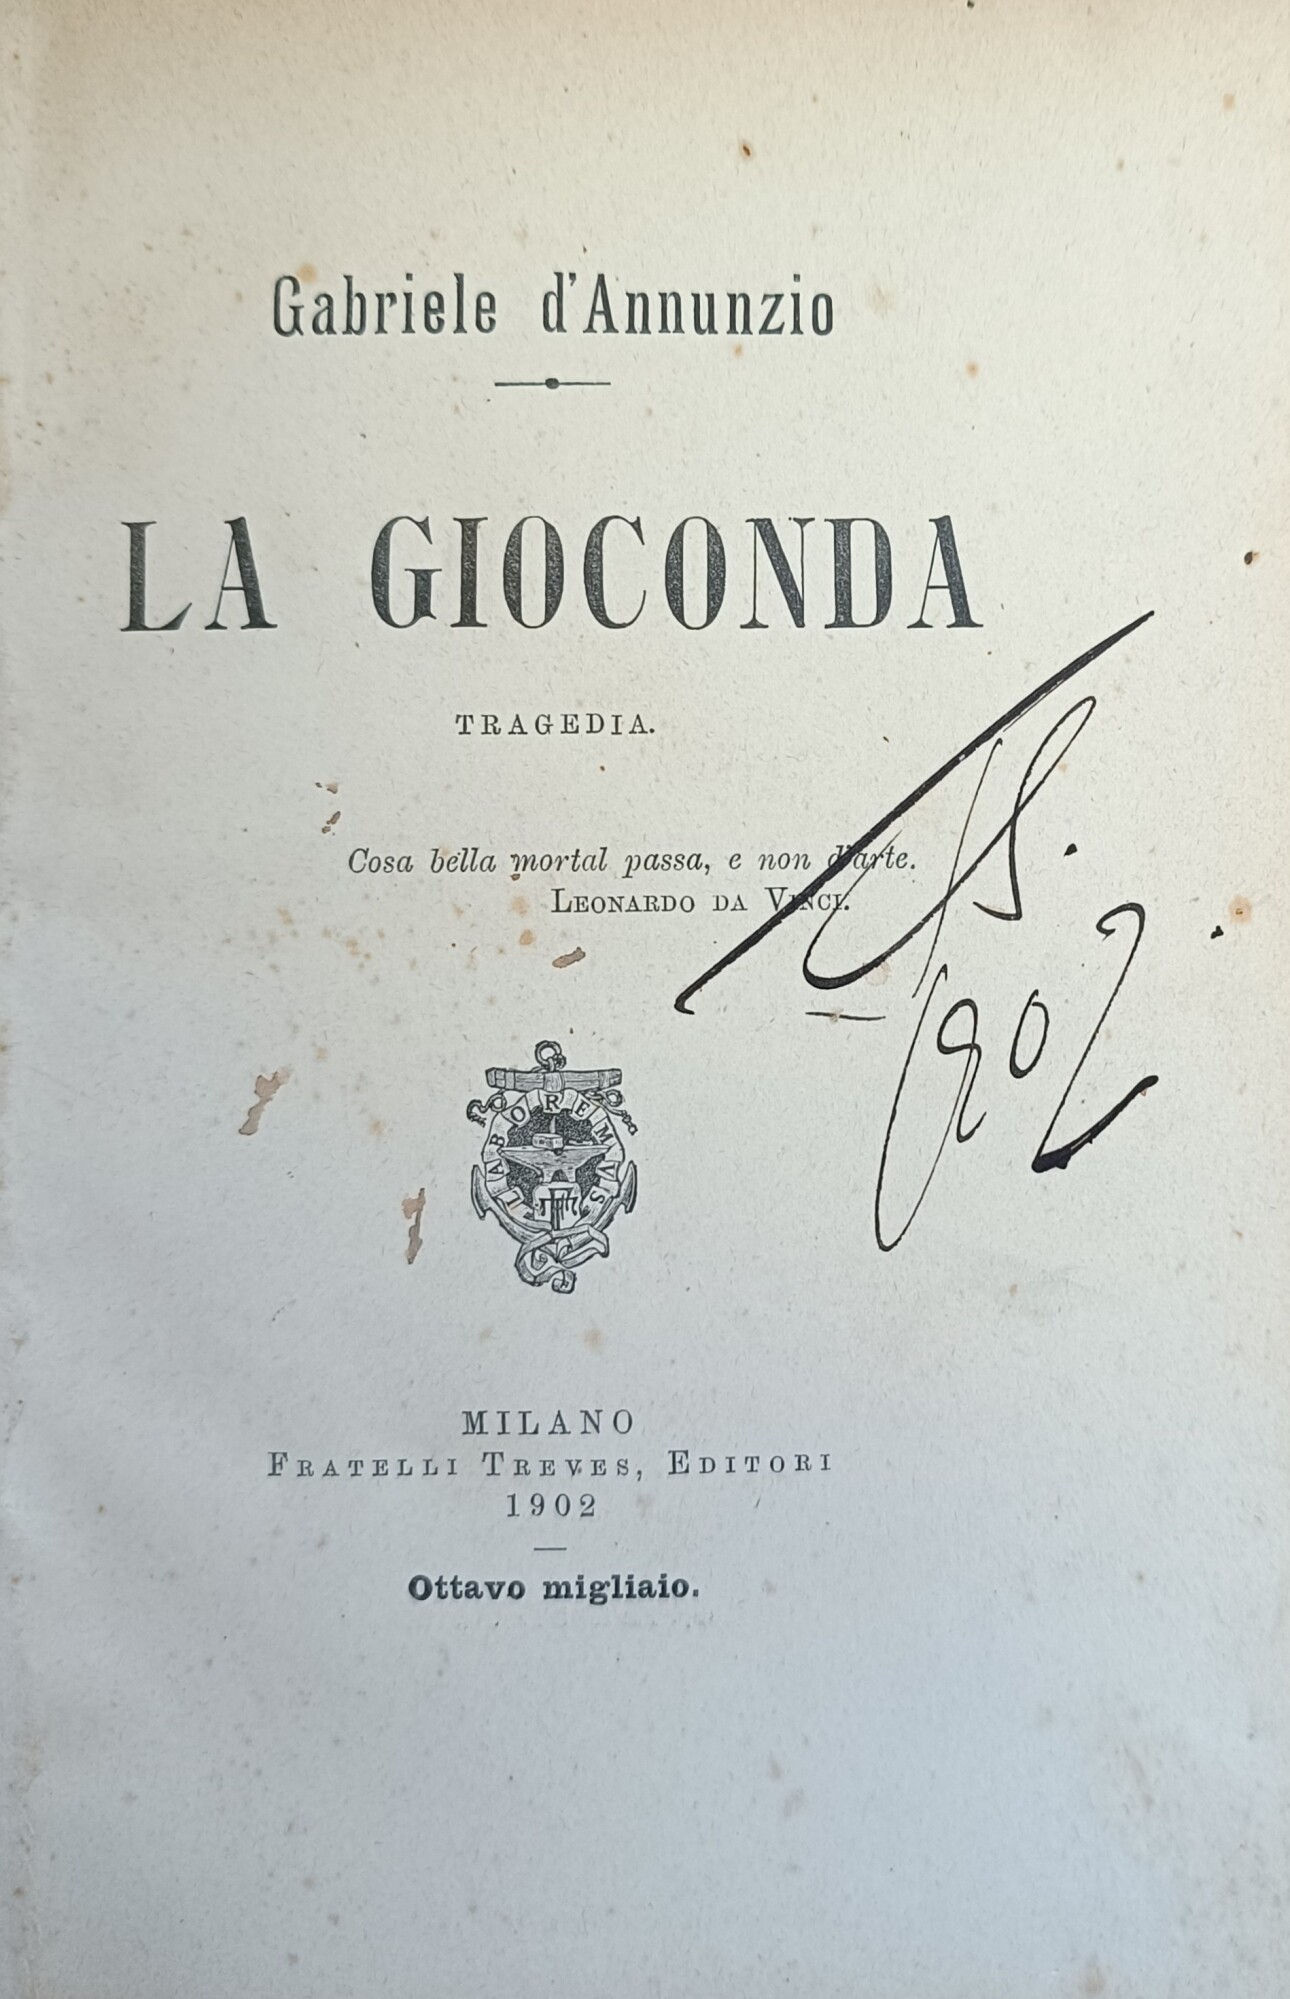 Gabriele d'Annunzio
LA GIOCONDA
TRAGEDIA.
Cosa bella mortal passa, e non d'arte.
LEONARDO DA VINCI.
1902
LABOREMUS
MILANO
FRATELLI TREVES, EDITORI
1902
Ottavo migliaio.